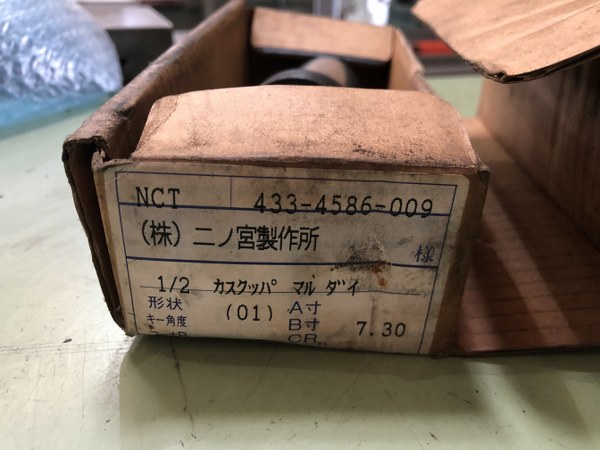 NCT 433-4586-009
(株) ニノ宮製作所 様
1/2 カスクッパ マル ダイ
形状 (01) A寸
キー角度 B寸 7.30
CR